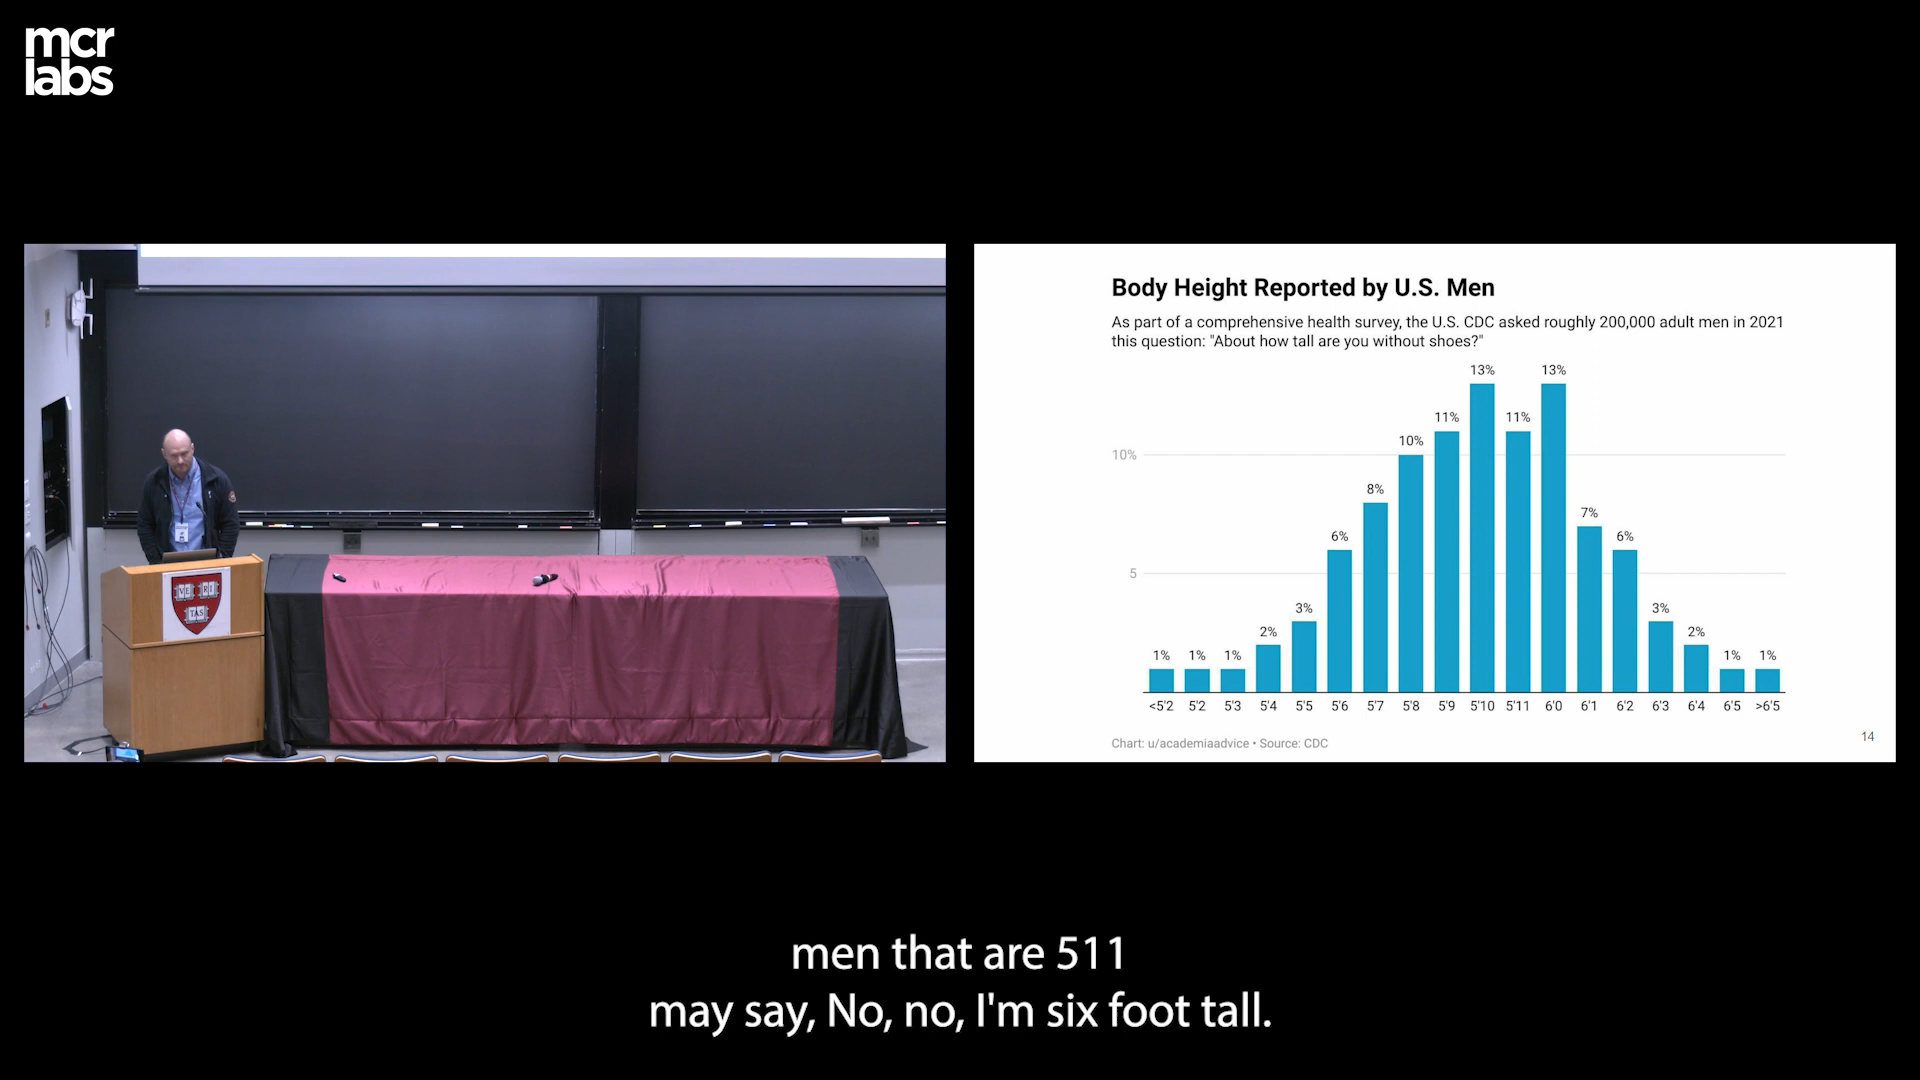 mcr
labs
VE RI
TAS
Body Height Reported by U.S. Men
As part of a comprehensive health survey, the U.S. CDC asked roughly 200,000 adult men in 2021
this question: "About how tall are you without shoes?"
13% 13%
11% 11%
10%
10%
8%
7%
6% 6%
5
3% 3%
2% 2%
1% 1% 1% 1% 1%
<5'2 5'2 5'3 5'4 5'5 5'6 5'7 5'8 5'9 5'10 5'11 6'0 6'1 6'2 6'3 6'4 6'5 >6'5
Chart: u/academiaadvice • Source: CDC
14
men that are 511
may say, No, no, I'm six foot tall.